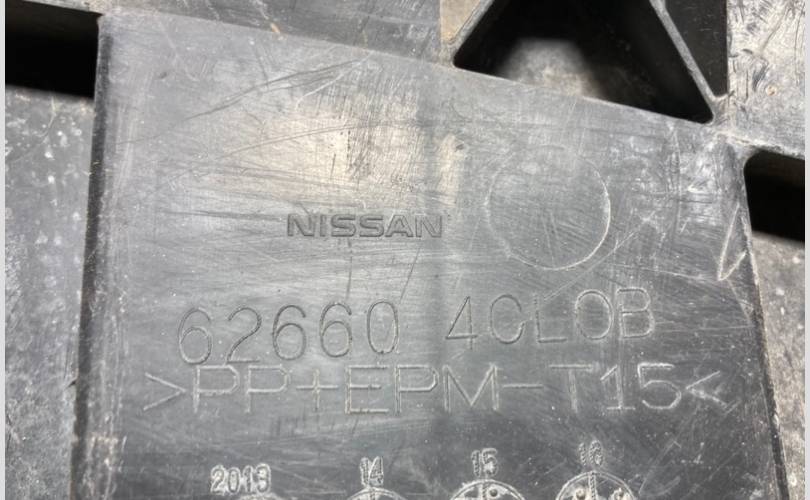 NISSAN
62660 4CL0B
>PP+EPM-T15<
2013 14 15 16